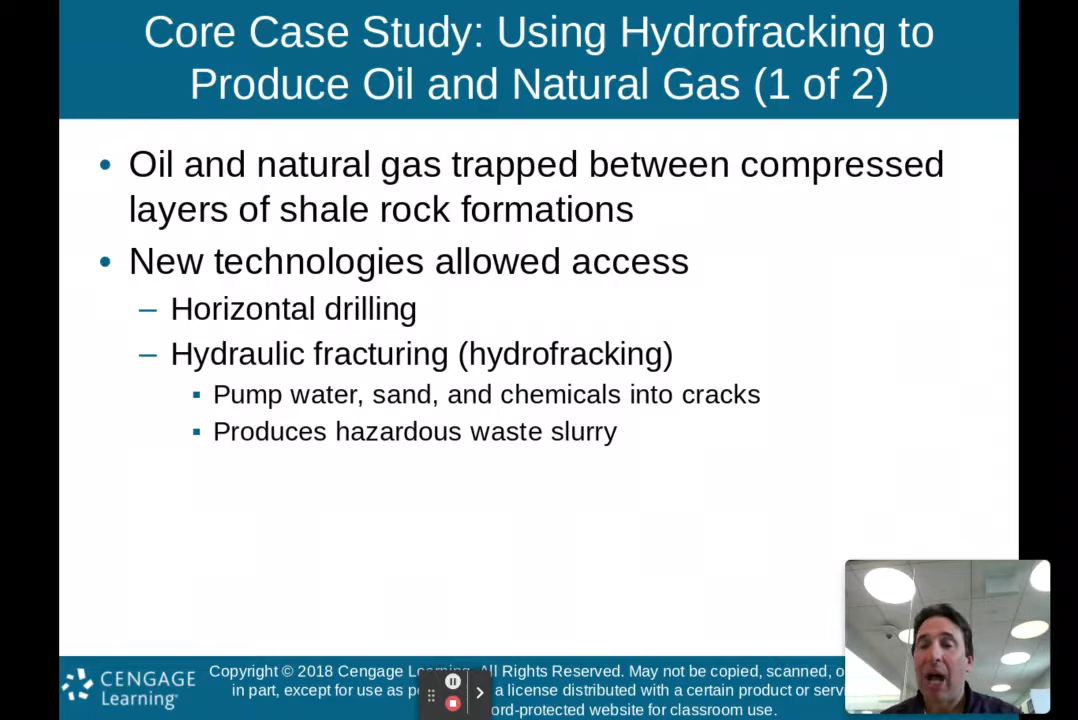 Core Case Study: Using Hydrofracking to
Produce Oil and Natural Gas (1 of 2)
• Oil and natural gas trapped between compressed
layers of shale rock formations
• New technologies allowed access
– Horizontal drilling
– Hydraulic fracturing (hydrofracking)
▪ Pump water, sand, and chemicals into cracks
▪ Produces hazardous waste slurry
CENGAGE
Learning™
Copyright © 2018 Cengage Learning. All Rights Reserved. May not be copied, scanned,
in part, except for use as a license distributed with a certain product or
website for classroom use.